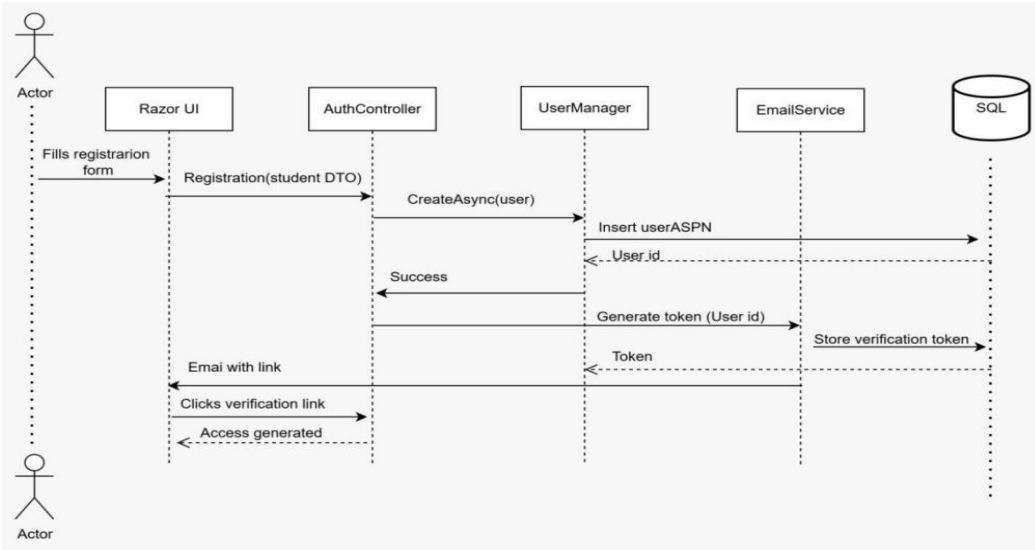 Actor
Razor UI
AuthController
UserManager
EmailService
SQL
Fills registrarion
form
Registration(student DTO)
CreateAsync(user)
Insert userASPN
User id
Success
Generate token (User id)
Store verification token
Token
Emai with link
Clicks verification link
Access generated
Actor